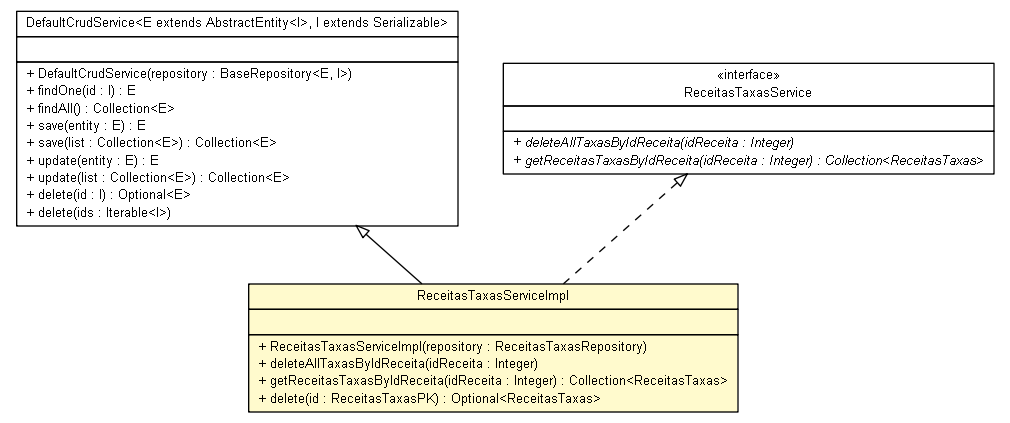 DefaultCrudService<E extends AbstractEntity<I>, I extends Serializable>
+ DefaultCrudService(repository : BaseRepository<E, I>)
+ findOne(id : I) : E
+ findAll() : Collection<E>
+ save(entity : E) : E
+ save(list : Collection<E>) : Collection<E>
+ update(entity : E) : E
+ update(list : Collection<E>) : Collection<E>
+ delete(id : I) : Optional<E>
+ delete(ids : Iterable<I>)
«interface»
ReceitasTaxasService
+ deleteAllTaxasByIdReceita(idReceita : Integer)
+ getReceitasTaxasByIdReceita(idReceita : Integer) : Collection<ReceitasTaxas>
ReceitasTaxasServiceImpl
+ ReceitasTaxasServiceImpl(repository : ReceitasTaxasRepository)
+ deleteAllTaxasByIdReceita(idReceita : Integer)
+ getReceitasTaxasByIdReceita(idReceita : Integer) : Collection<ReceitasTaxas>
+ delete(id : ReceitasTaxasPK) : Optional<ReceitasTaxas>